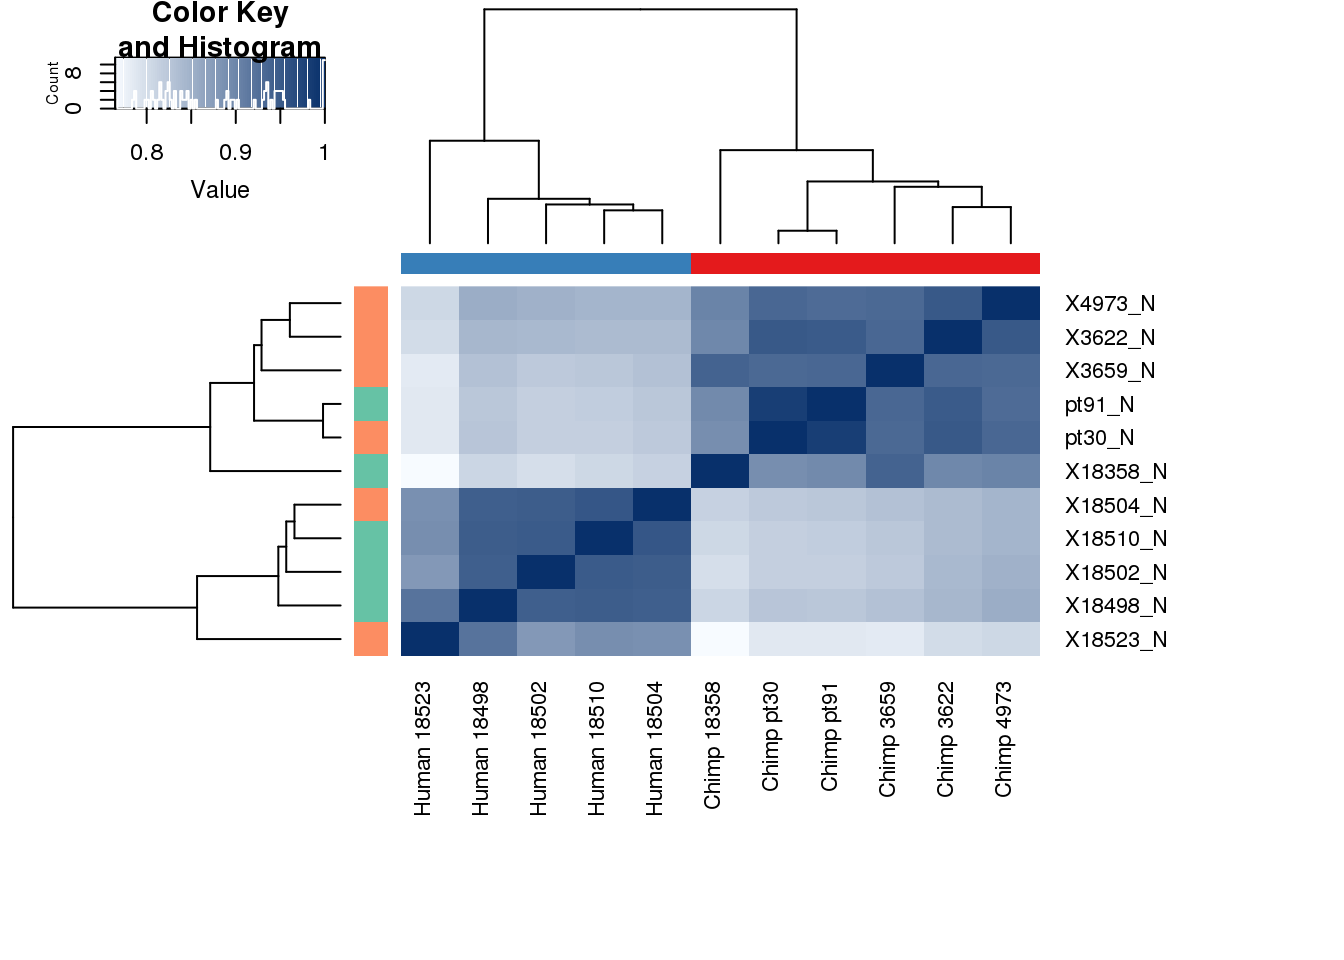 Color Key
and Histogram
Count
0 8
0.8 0.9 1
Value
X4973_N
X3622_N
X3659_N
pt91_N
pt30_N
X18358_N
X18504_N
X18510_N
X18502_N
X18498_N
X18523_N
Human 18523
Human 18498
Human 18502
Human 18510
Human 18504
Chimp 18358
Chimp pt30
Chimp pt91
Chimp 3659
Chimp 3622
Chimp 4973